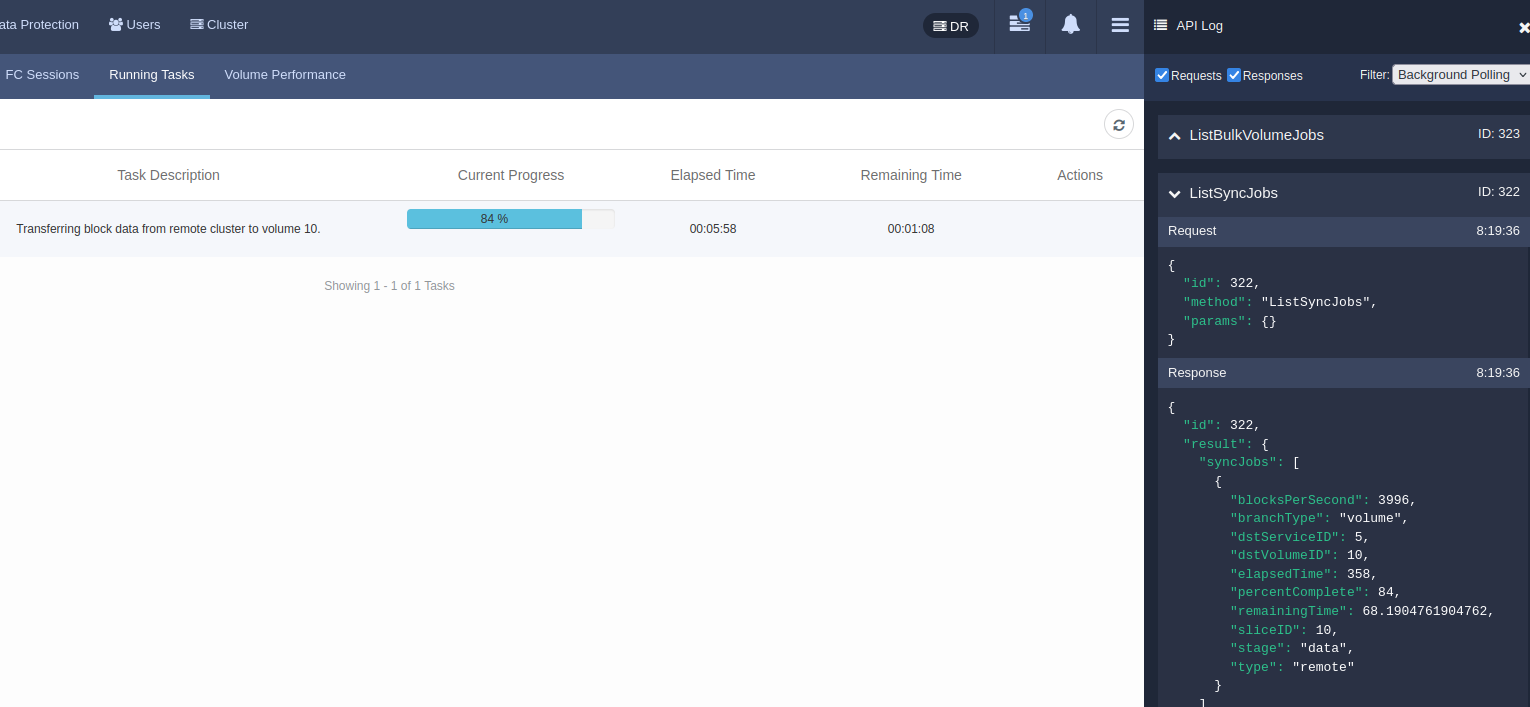 ata Protection Users Cluster DR 1 API Log
FC Sessions Running Tasks Volume Performance
Requests Responses Filter: Background Polling
ListBulkVolumeJobs ID: 323
Task Description Current Progress Elapsed Time Remaining Time Actions
Transferring block data from remote cluster to volume 10. 84 % 00:05:58 00:01:08
Showing 1 - 1 of 1 Tasks
ListSyncJobs ID: 322
Request 8:19:36
{
"id": 322,
"method": "ListSyncJobs",
"params": {}
}
Response 8:19:36
{
"id": 322,
"result": {
"syncJobs": [
{
"blocksPerSecond": 3996,
"branchType": "volume",
"dstServiceID": 5,
"dstVolumeID": 10,
"elapsedTime": 358,
"percentComplete": 84,
"remainingTime": 68.1904761904762,
"sliceID": 10,
"stage": "data",
"type": "remote"
}
]